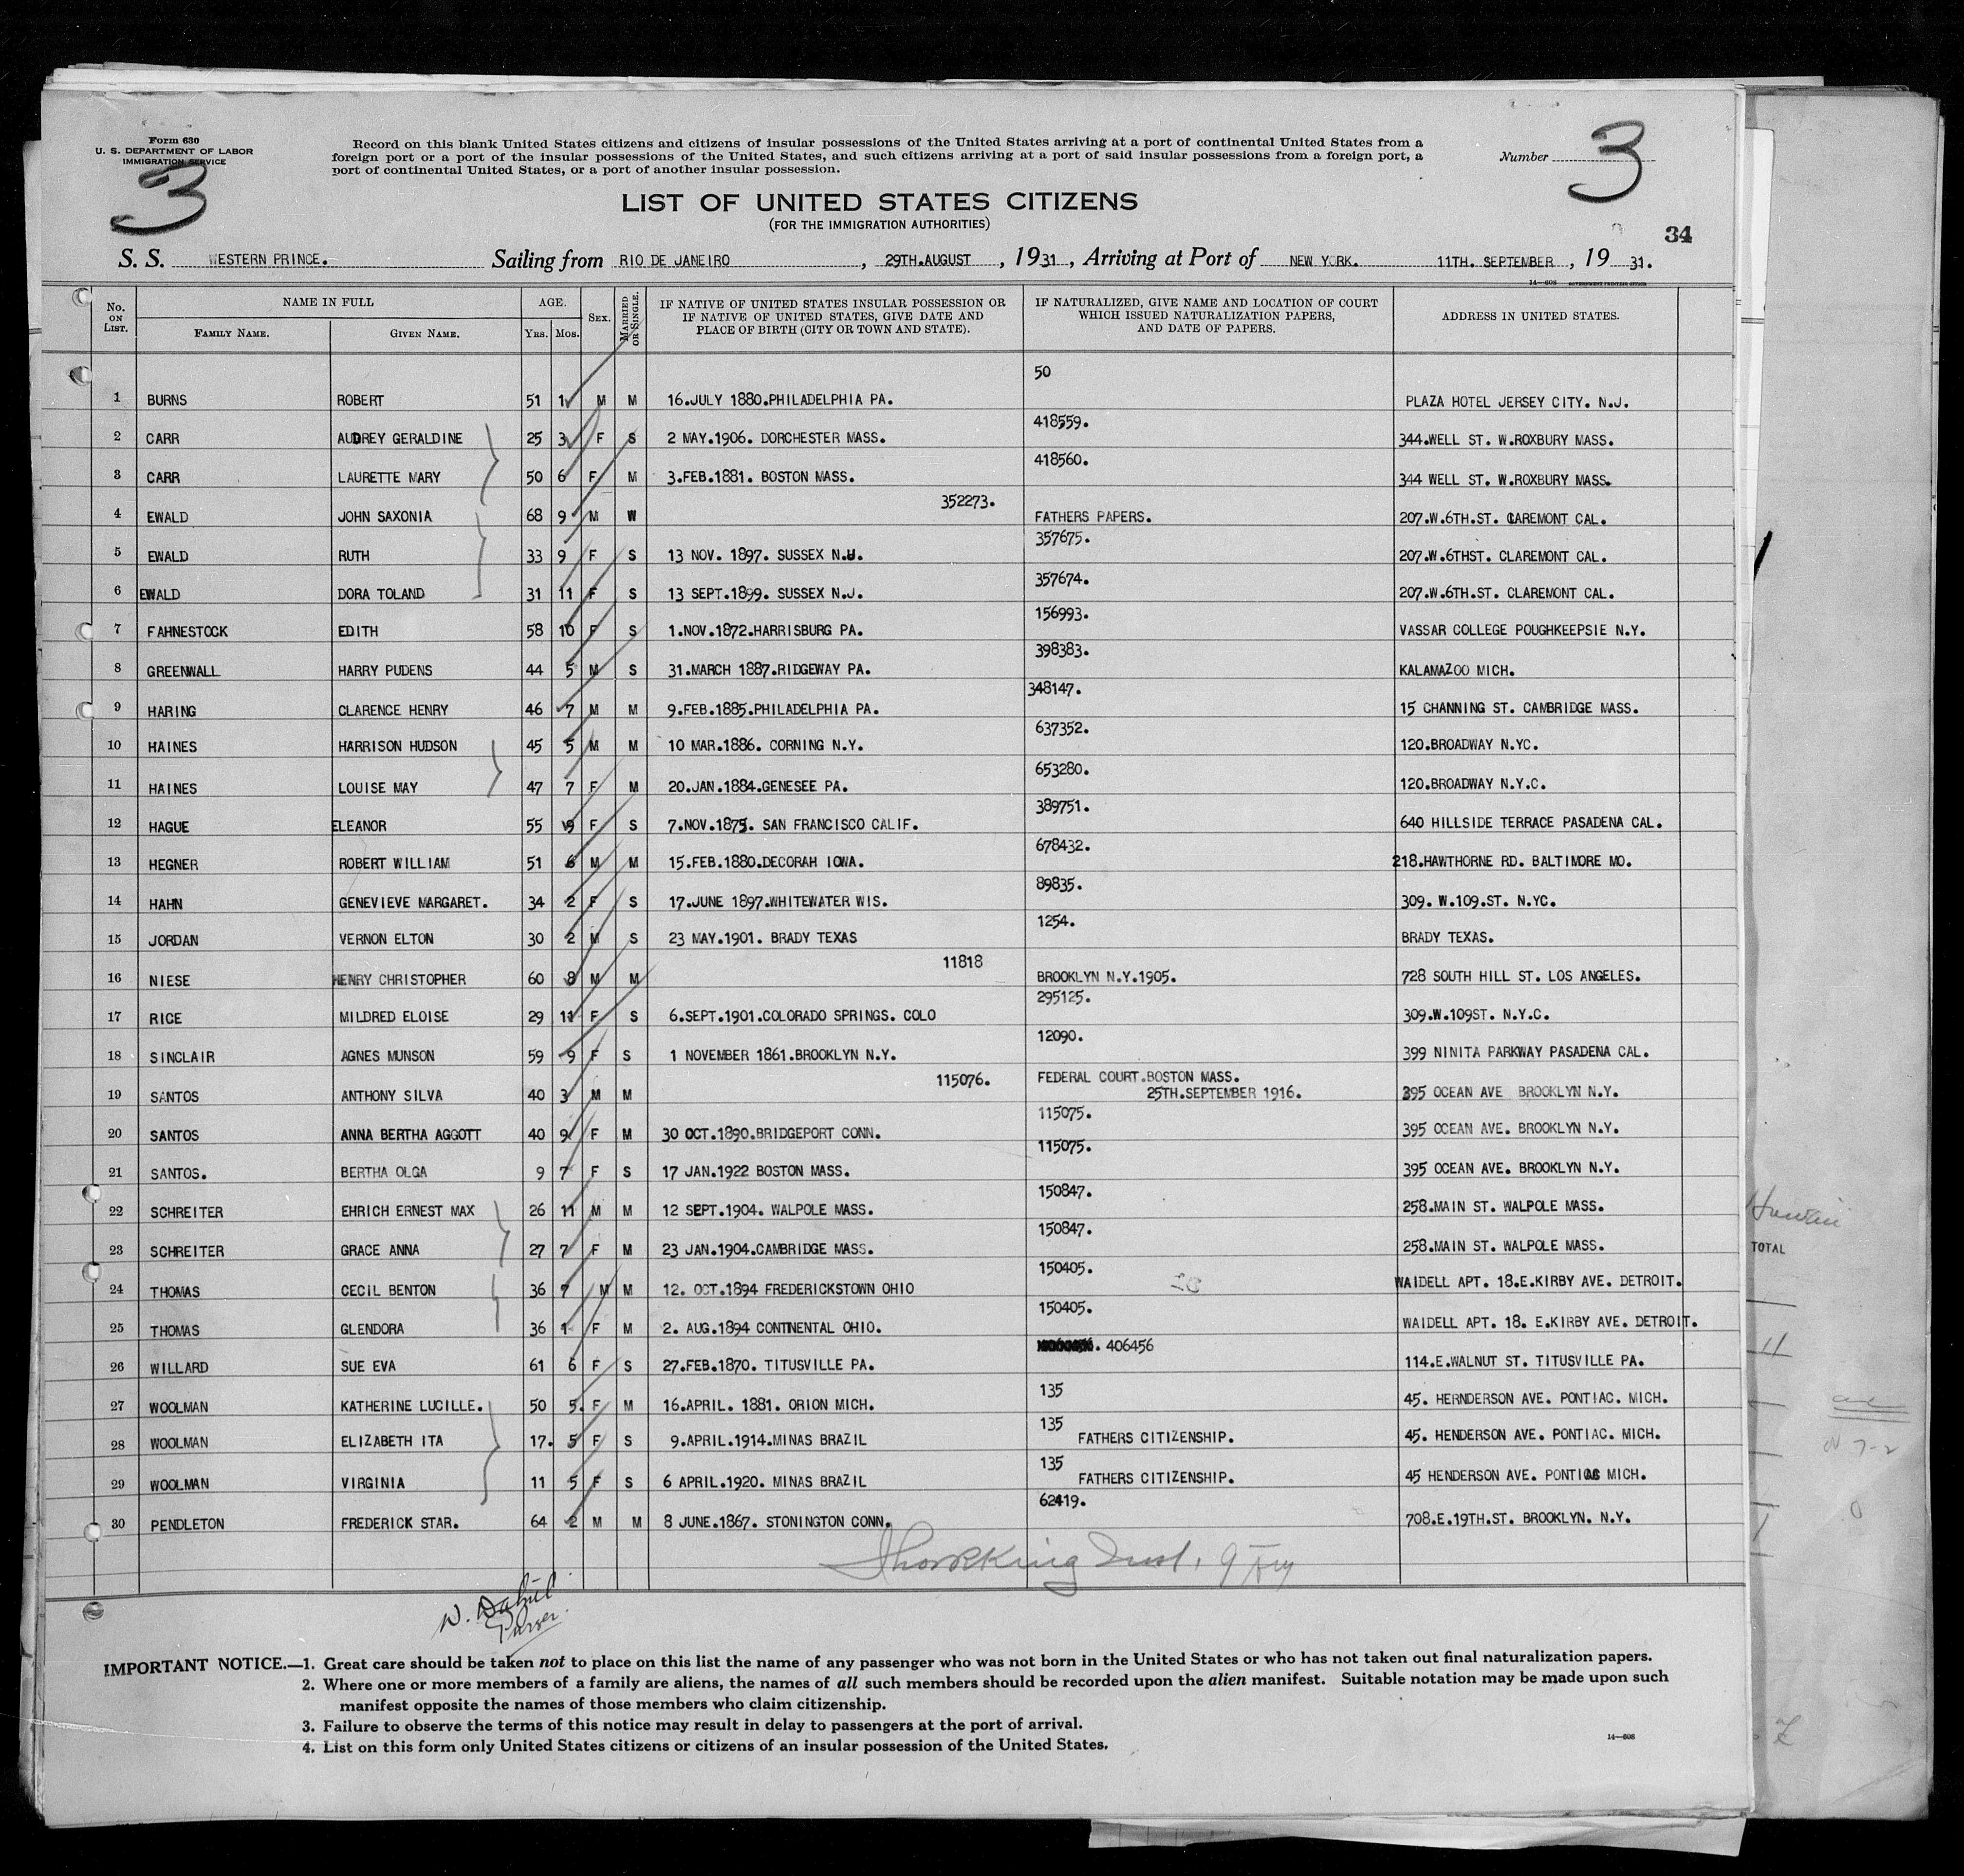 Form 630
U. S. DEPARTMENT OF LABOR
IMMIGRATION SERVICE
3
Record on this blank United States citizens and citizens of insular possessions of the United States arriving at a port of continental United States from a
foreign port or a port of the insular possessions of the United States, and such citizens arriving at a port of said insular possessions from a foreign port, a
port of continental United States, or a port of another insular possession.
Number 3
LIST OF UNITED STATES CITIZENS
(FOR THE IMMIGRATION AUTHORITIES)
34
S. S. WESTERN PRINCE. Sailing from RIO DE JANEIRO, 29TH.AUGUST, 1931, Arriving at Port of NEW YORK. 11TH. SEPTEMBER, 1931.
14—608 GOVERNMENT PRINTING OFFICE
No. ON LIST. NAME IN FULL FAMILY NAME. GIVEN NAME. AGE. YRS. MOS. SEX. MARRIED OR SINGLE. IF NATIVE OF UNITED STATES INSULAR POSSESSION OR IF NATIVE OF UNITED STATES, GIVE DATE AND PLACE OF BIRTH (CITY OR TOWN AND STATE). IF NATURALIZED, GIVE NAME AND LOCATION OF COURT WHICH ISSUED NATURALIZATION PAPERS, AND DATE OF PAPERS. ADDRESS IN UNITED STATES.
50
1 BURNS ROBERT 51 1 M M 16.JULY 1880.PHILADELPHIA PA. PLAZA HOTEL JERSEY CITY. N.J.
418559.
2 CARR AUDREY GERALDINE 25 3 F S 2 MAY.1906. DORCHESTER MASS. 344.WELL ST. W.ROXBURY MASS.
418560.
3 CARR LAURETTE MARY 50 6 F M 3.FEB.1881. BOSTON MASS. 344 WELL ST. W.ROXBURY MASS.
352273.
4 EWALD JOHN SAXONIA 68 9 M W FATHERS PAPERS. 207.W.6TH.ST. CLAREMONT CAL.
357675.
5 EWALD RUTH 33 9 F S 13 NOV. 1897. SUSSEX N.J. 207.W.6THST. CLAREMONT CAL.
357674.
6 EWALD DORA TOLAND 31 11 F S 13 SEPT.1899. SUSSEX N.J. 207.W.6TH.ST. CLAREMONT CAL.
156993.
7 FAHNESTOCK EDITH 58 10 F S 1.NOV.1872.HARRISBURG PA. VASSAR COLLEGE POUGHKEEPSIE N.Y.
398383.
8 GREENWALL HARRY PUDENS 44 5 M S 31.MARCH 1887.RIDGEWAY PA. KALAMAZOO MICH.
348147.
9 HARING CLARENCE HENRY 46 7 M M 9.FEB.1885.PHILADELPHIA PA. 15 CHANNING ST. CAMBRIDGE MASS.
637352.
10 HAINES HARRISON HUDSON 45 5 M M 10 MAR.1886. CORNING N.Y. 120.BROADWAY N.YC.
653280.
11 HAINES LOUISE MAY 47 7 F M 20.JAN.1884.GENESEE PA. 120.BROADWAY N.Y.C.
389751.
12 HAGUE ELEANOR 55 9 F S 7.NOV.1875. SAN FRANCISCO CALIF. 640 HILLSIDE TERRACE PASADENA CAL.
678432.
13 HEGNER ROBERT WILLIAM 51 6 M M 15.FEB.1880.DECORAH IOWA. 218.HAWTHORNE RD. BALTIMORE MO.
89835.
14 HAHN GENEVIEVE MARGARET. 34 2 F S 17.JUNE 1897.WHITEWATER WIS. 309. W.109.ST. N.YC.
1254.
15 JORDAN VERNON ELTON 30 2 M S 23 MAY.1901. BRADY TEXAS BRADY TEXAS.
11818
16 NIESE HENRY CHRISTOPHER 60 8 M M BROOKLYN N.Y.1905. 728 SOUTH HILL ST. LOS ANGELES.
295125.
17 RICE MILDRED ELOISE 29 11 F S 6.SEPT.1901.COLORADO SPRINGS. COLO 309.W.109ST. N.Y.C.
12090.
18 SINCLAIR AGNES MUNSON 59 9 F S 1 NOVEMBER 1861.BROOKLYN N.Y. 399 NINITA PARKWAY PASADENA CAL.
115076. FEDERAL COURT.BOSTON MASS.
19 SANTOS ANTHONY SILVA 40 3 M M 25TH.SEPTEMBER 1916. 395 OCEAN AVE BROOKLYN N.Y.
115075.
20 SANTOS ANNA BERTHA AGGOTT 40 9 F M 30 OCT.1890.BRIDGEPORT CONN. 395 OCEAN AVE. BROOKLYN N.Y.
115075.
21 SANTOS. BERTHA OLGA 9 7 F S 17 JAN.1922 BOSTON MASS. 395 OCEAN AVE. BROOKLYN N.Y.
150847.
22 SCHREITER EHRICH ERNEST MAX 26 11 M M 12 SEPT.1904. WALPOLE MASS. 258.MAIN ST. WALPOLE MASS.
150847.
23 SCHREITER GRACE ANNA 27 7 F M 23 JAN.1904.CAMBRIDGE MASS. 258.MAIN ST. WALPOLE MASS.
150405.
24 THOMAS CECIL BENTON 36 7 M M 12. OCT.1894 FREDERICKSTOWN OHIO WAIDELL APT. 18.E.KIRBY AVE. DETROIT.
150405.
25 THOMAS GLENDORA 36 1 F M 2. AUG.1894 CONTINENTAL OHIO. WAIDELL APT. 18. E.KIRBY AVE. DETROIT.
406456
26 WILLARD SUE EVA 61 6 F S 27.FEB.1870. TITUSVILLE PA. 114.E.WALNUT ST. TITUSVILLE PA.
135
27 WOOLMAN KATHERINE LUCILLE. 50 5. F M 16.APRIL. 1881. ORION MICH. 45. HERNDERSON AVE. PONTIAC. MICH.
135
28 WOOLMAN ELIZABETH ITA 17. 5 F S 9.APRIL.1914.MINAS BRAZIL FATHERS CITIZENSHIP. 45. HENDERSON AVE. PONTIAC. MICH.
135
29 WOOLMAN VIRGINIA 11 5 F S 6 APRIL.1920. MINAS BRAZIL FATHERS CITIZENSHIP. 45 HENDERSON AVE. PONTIAC MICH.
62419.
30 PENDLETON FREDERICK STAR. 64 2 M M 8 JUNE.1867. STONINGTON CONN. 708.E.19TH.ST. BROOKLYN. N.Y.
Purser.
IMPORTANT NOTICE.—1. Great care should be taken not to place on this list the name of any passenger who was not born in the United States or who has not taken out final naturalization papers.
2. Where one or more members of a family are aliens, the names of all such members should be recorded upon the alien manifest. Suitable notation may be made upon such
manifest opposite the names of those members who claim citizenship.
3. Failure to observe the terms of this notice may result in delay to passengers at the port of arrival.
4. List on this form only United States citizens or citizens of an insular possession of the United States.
14—608
TOTAL